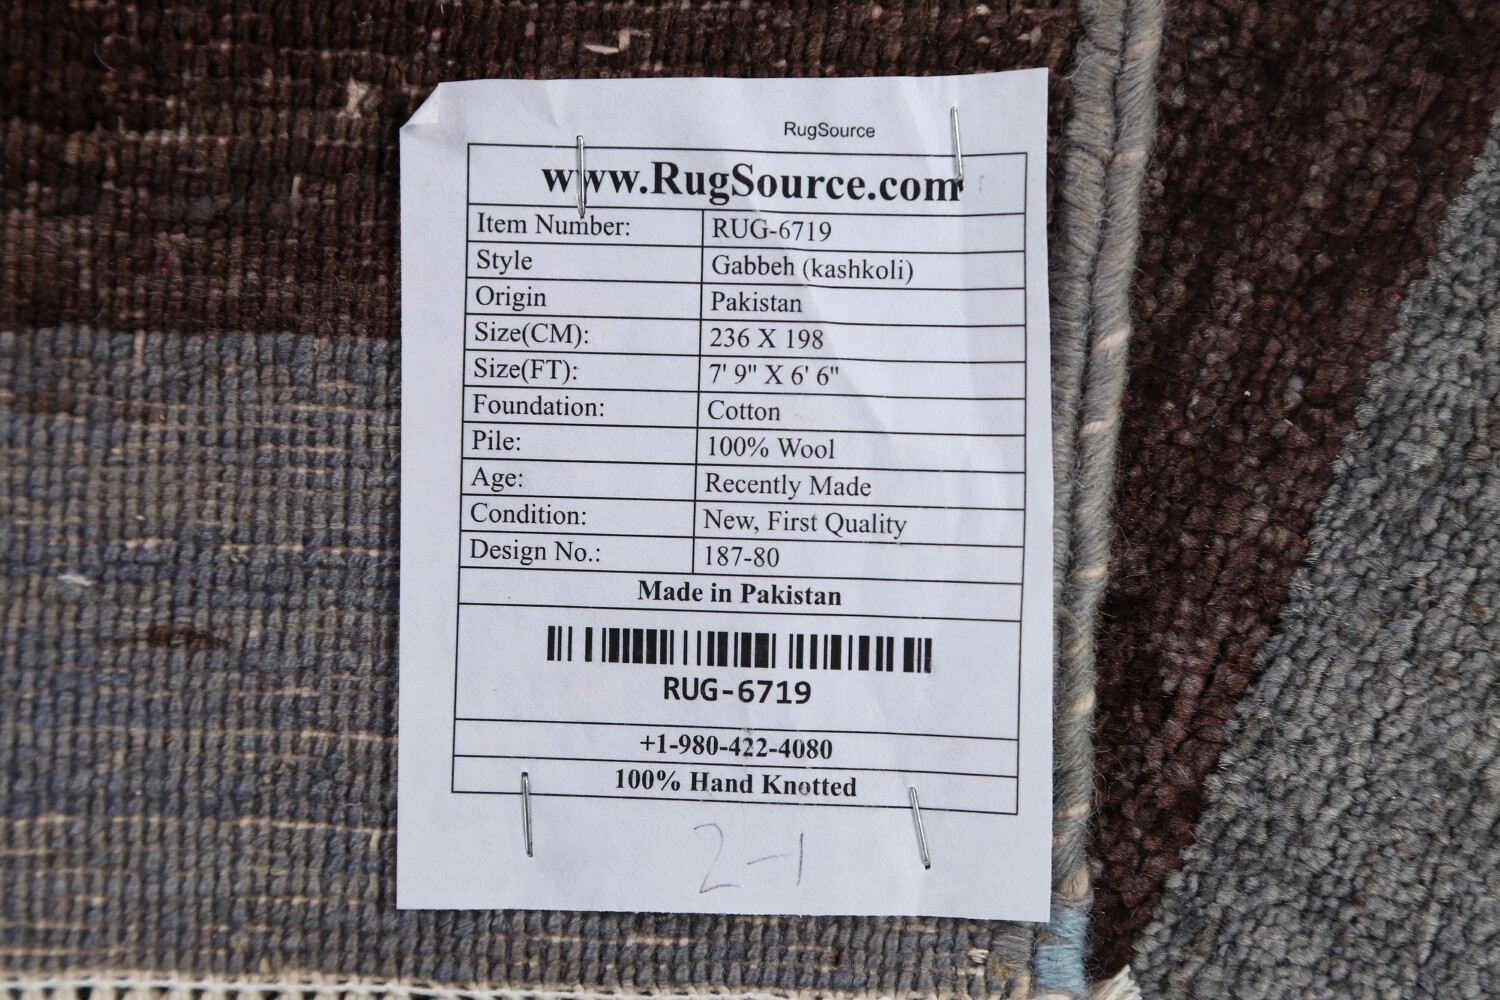 RugSource
www.RugSource.com
Item Number: RUG-6719
Style Gabbeh (kashkoli)
Origin Pakistan
Size(CM): 236 X 198
Size(FT): 7' 9" X 6' 6"
Foundation: Cotton
Pile: 100% Wool
Age: Recently Made
Condition: New, First Quality
Design No.: 187-80
Made in Pakistan
RUG-6719
+1-980-422-4080
100% Hand Knotted
2-1